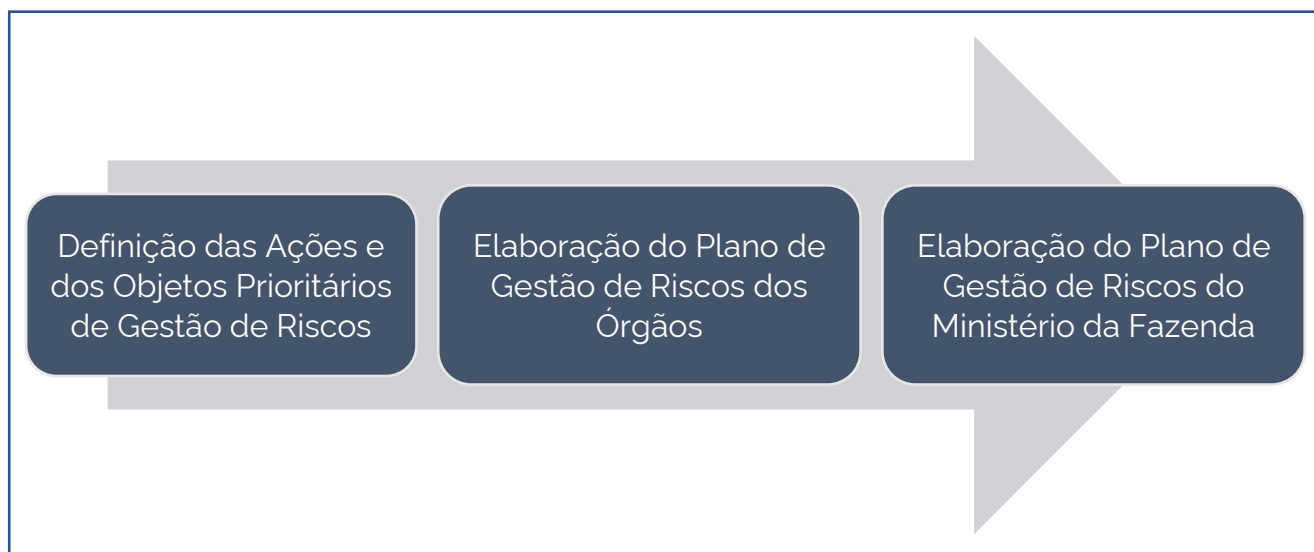 Definição das Ações e
dos Objetos Prioritários
de Gestão de Riscos
Elaboração do Plano de
Gestão de Riscos dos
Órgãos
Elaboração do Plano de
Gestão de Riscos do
Ministério da Fazenda